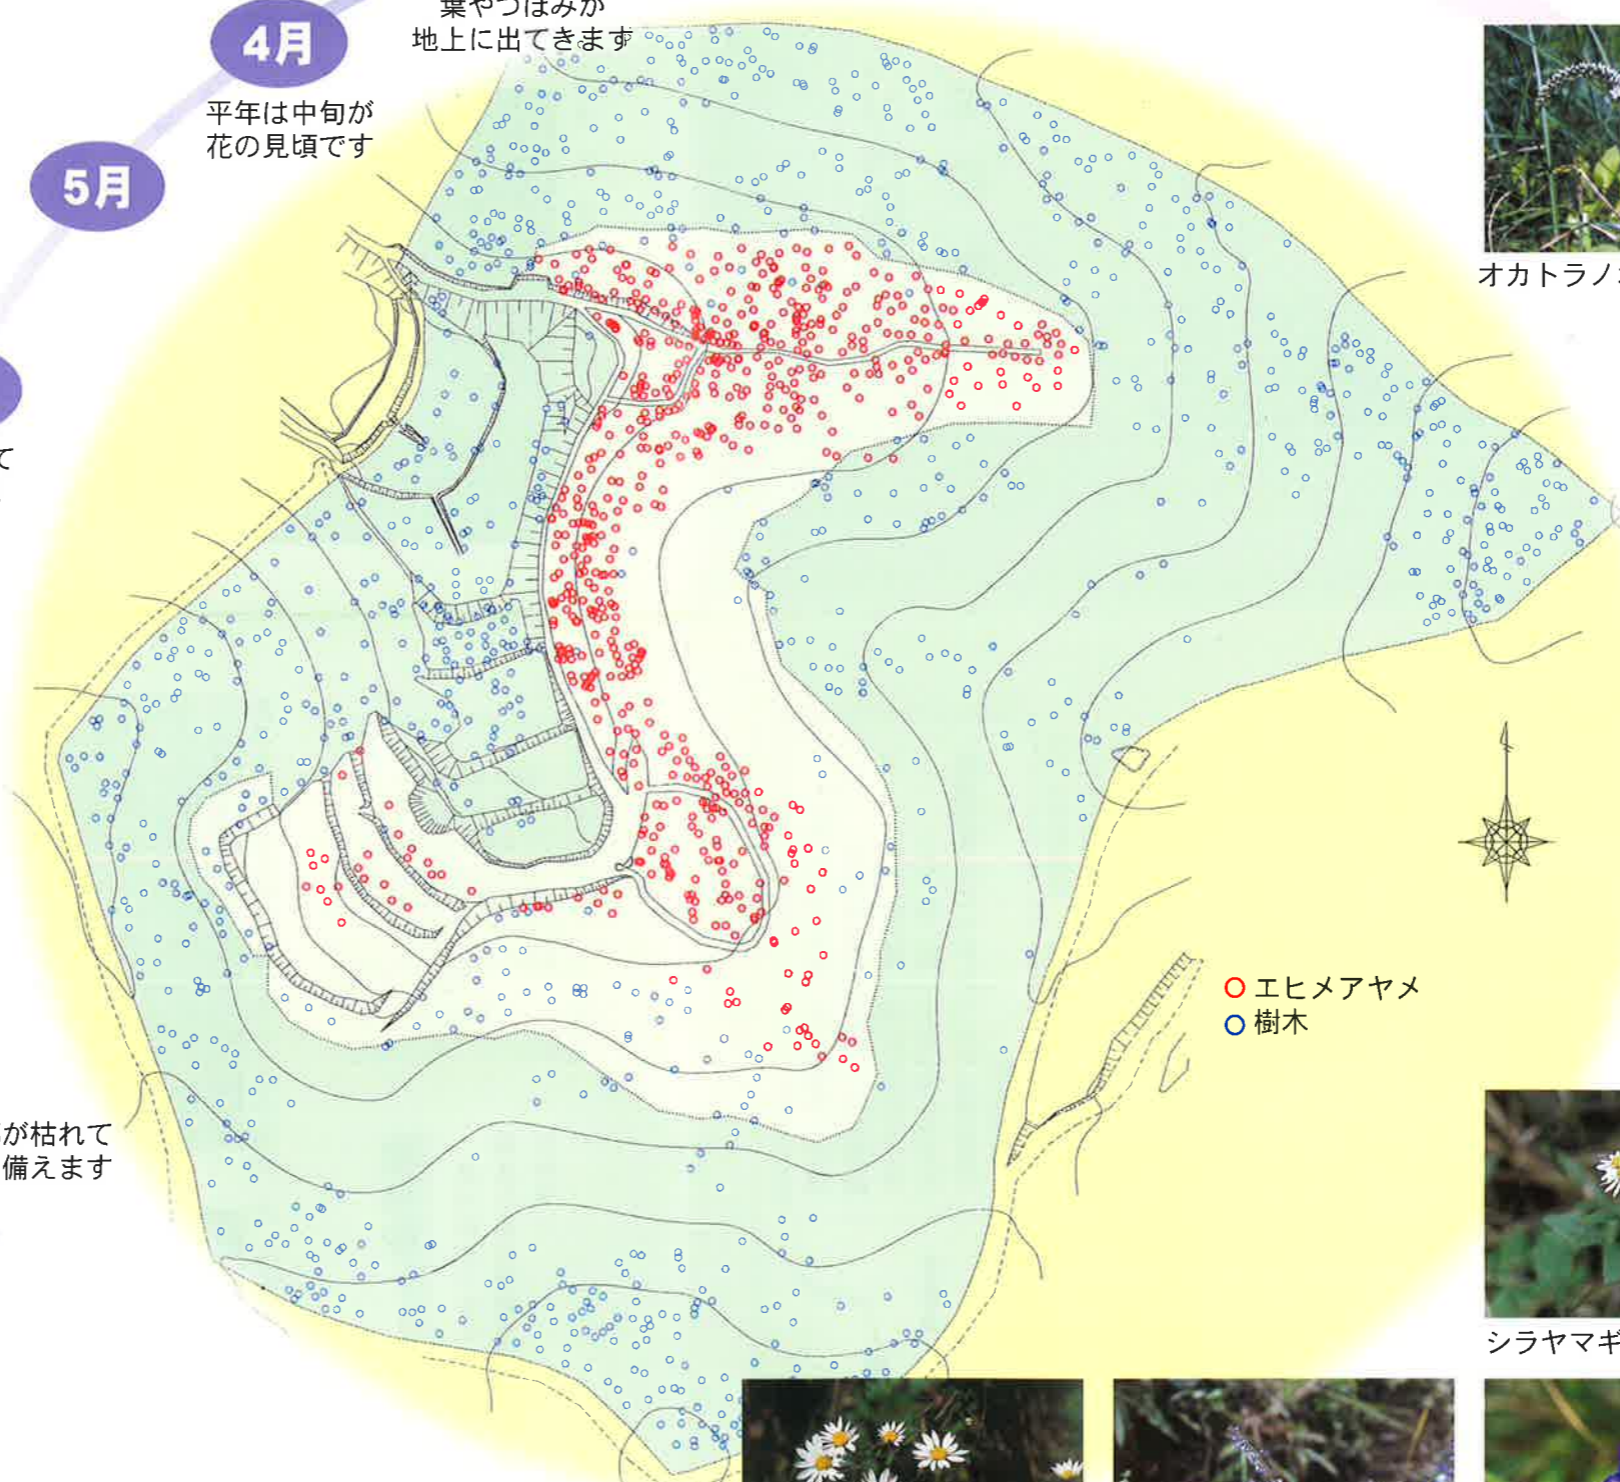 葉やつぼみが
地上に出てきます
4月
平年は中旬が
花の見頃です
5月
て
が枯れて
備えます
オカトラノ
エヒメアヤメ
樹木
シラヤマギ